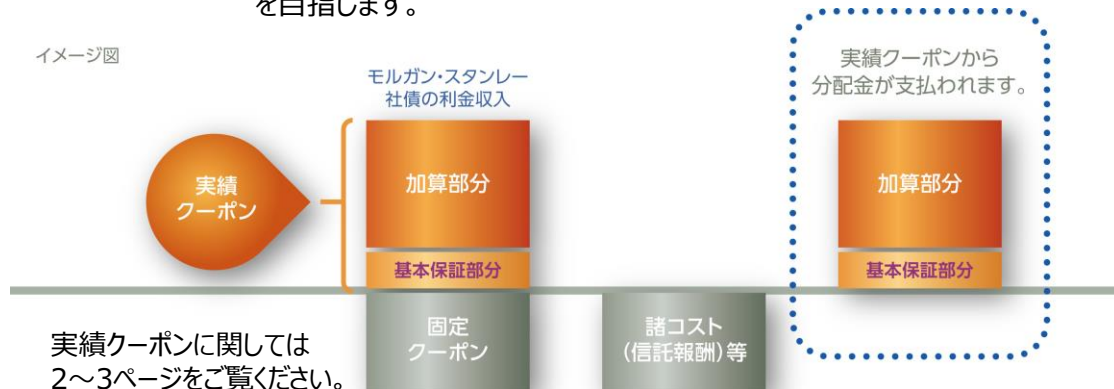 を目指します。
イメージ図
モルガン・スタンレー
社債の利金収入
実績クーポンから
分配金が支払われます。
実績
クーポン
加算部分
加算部分
基本保証部分
基本保証部分
固定
クーポン
諸コスト
(信託報酬)等
実績クーポンに関しては
2～3ページをご覧ください。